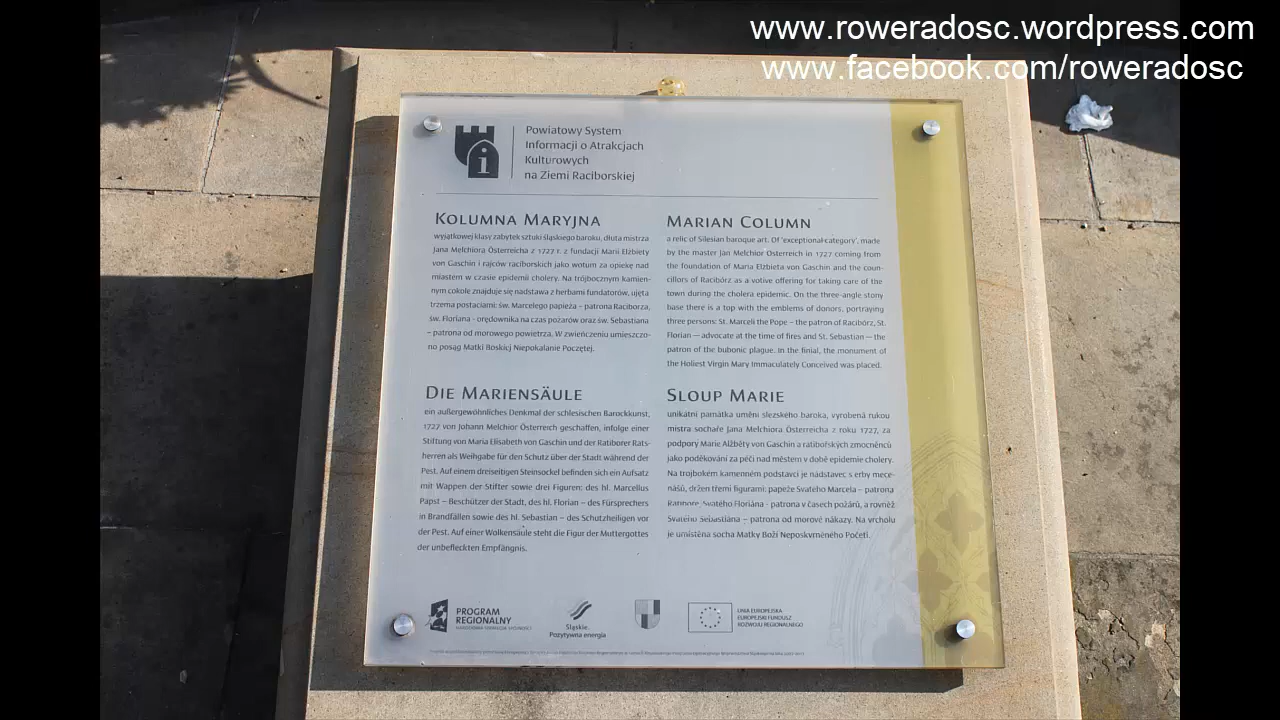 www.roweradosc.wordpress.com
www.facebook.com/roweradosc
Powiatowy System
Informacji o Atrakcjach
Kulturowych
na Ziemi Raciborskiej
KOLUMNA MARYJNA
wyjątkowej klasy zabytek sztuki śląskiego baroku, dłuta mistrza
Jana Melchiora Österreicha z 1727 r. z fundacji Marii Elżbiety
von Gaschin i rajców raciborskich jako wotum za opiekę nad
miastem w czasie epidemii cholery. Na trójbocznym kamien-
nym cokole znajduje się nadstawa z herbami fundatorów, ujęta
trzema postaciami: św. Marcelego papieża – patrona Raciborza,
św. Floriana - orędownika na czas pożarów oraz św. Sebastiana
– patrona od morowego powietrza. W zwieńczeniu umieszczo-
no posąg Matki Boskiej Niepokalanie Poczętej.
MARIAN COLUMN
a relic of Silesian baroque art. Of 'exceptional category', made
by the master Jan Melchior Österreich in 1727 coming from
the foundation of Maria Elżbieta von Gaschin and the coun-
cillors of Racibórz as a votive offering for taking care of the
town during the cholera epidemic. On the three-angle stony
base there is a top with the emblems of donors, portraying
three persons: St. Marceli the Pope – the patron of Racibórz, St.
Florian — advocate at the time of fires and St. Sebastian — the
patron of the bubonic plague. In the finial, the monument of
the Holiest Virgin Mary Immaculately Conceived was placed.
DIE MARIENSÄULE
ein außergewöhnliches Denkmal der schlesischen Barockkunst,
1727 von Johann Melchior Österreich geschaffen, infolge einer
Stiftung von Maria Elisabeth von Gaschin und der Ratiborer Rats-
herren als Weihgabe für den Schutz über der Stadt während der
Pest. Auf einem dreiseitigen Steinsockel befinden sich ein Aufsatz
mit Wappen der Stifter sowie drei Figuren: des hl. Marcellus
Papst – Beschützer der Stadt, des hl. Florian – des Fürsprechers
in Brandfällen sowie des hl. Sebastian – des Schutzheiligen vor
der Pest. Auf einer Wolkensäule steht die Figur der Muttergottes
der unbefleckten Empfängnis.
SLOUP MARIE
unikátní památka umění slezského baroka, vyrobená rukou
mistra sochaře Jana Melchiora Österreicha z roku 1727, za
podpory Marie Alžběty von Gaschin a ratibořských zmocněnců
jako poděkování za péči nad městem v době epidemie cholery.
Na trojbokém kamenném podstavci je nádstavec s erby mece-
nášů, držen třemi figurami: papeže Svatého Marcela – patrona
Ratiboře, Svatého Floriána - patrona v časech požárů, a rovněž
Svatého Sebastiána – patrona od morové nákazy. Na vrcholu
je umístěna socha Matky Boží Neposkvrněného Početí.
PROGRAM
REGIONALNY
NARODOWA STRATEGIA SPÓJNOŚCI
Śląskie.
Pozytywna energia
UNIA EUROPEJSKA
EUROPEJSKI FUNDUSZ
ROZWOJU REGIONALNEGO